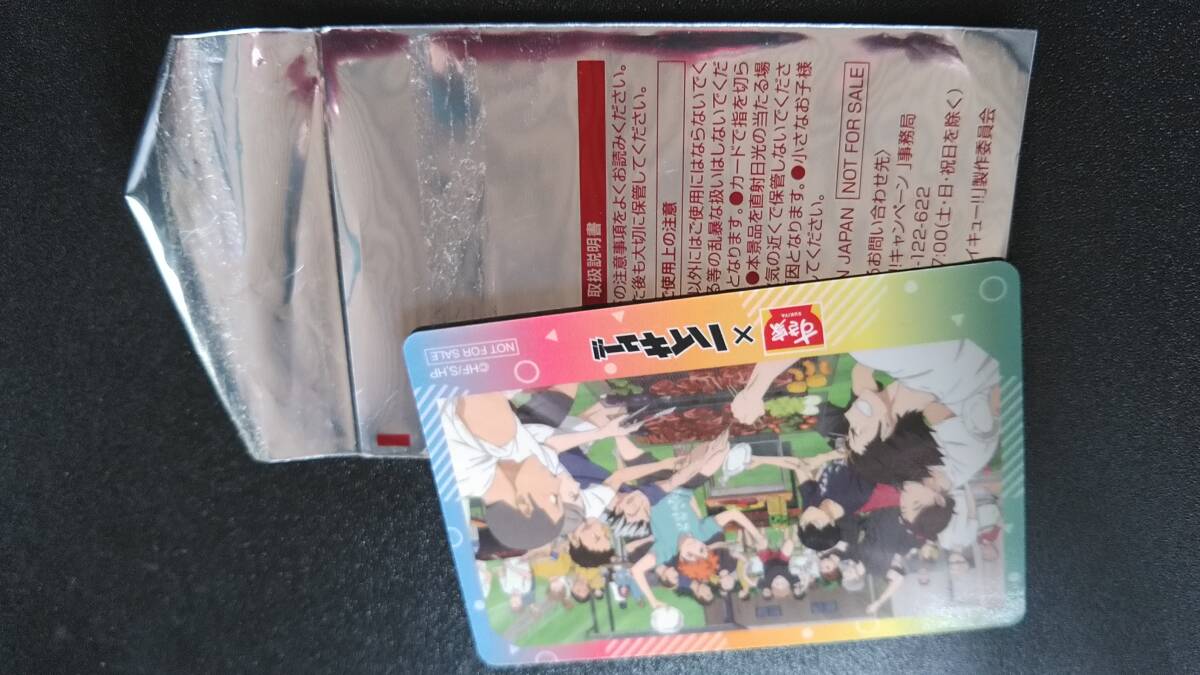 取扱説明書
の注意事項をよくお読みください。
た後も大切に保管してください。
ご使用上の注意
以外にはご使用にはならないでく
る等の乱暴な扱いはしないでくだ
となります。●カードで指を切ら
●本景品を直射日光の当たる場
気の近くで保管しないでくださ
因となります。●小さなお子様
してください。
N JAPAN NOT FOR SALE
るお問い合わせ先〉
キャンペーン」事務局
-122-622
7:00(土・日・祝日を除く)
イキュー!!」製作委員会
すき家
SUKIYA
×
ハイキュー!!
NOT FOR SALE
©HF/S,HP